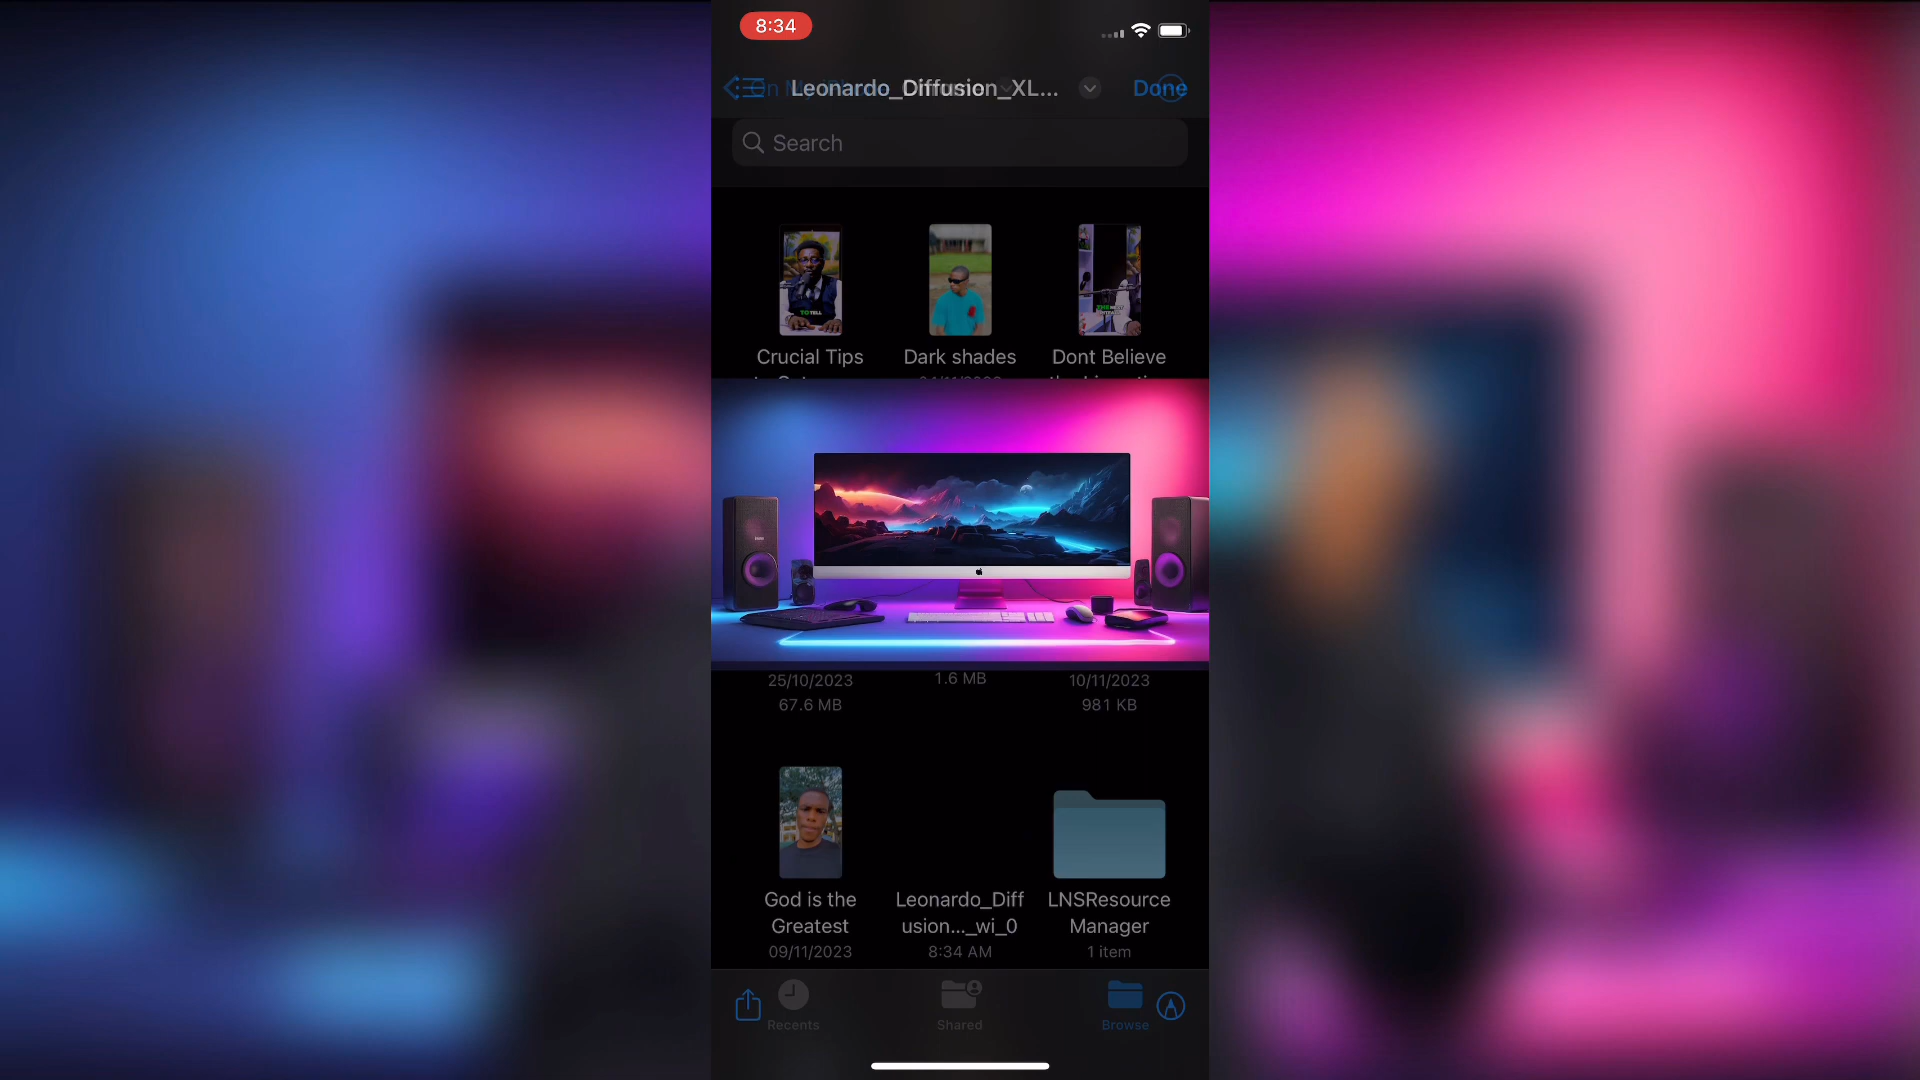 8:34
Leonardo_Diffusion_XL...
Done
Search
Crucial Tips
Dark shades
Dont Believe
TO TELL
25/10/2023
1.6 MB
10/11/2023
67.6 MB
981 KB
God is the
Greatest
09/11/2023
Leonardo_Diff
usion..._wi_0
8:34 AM
LNSResource
Manager
1 item
Recents
Shared
Browse